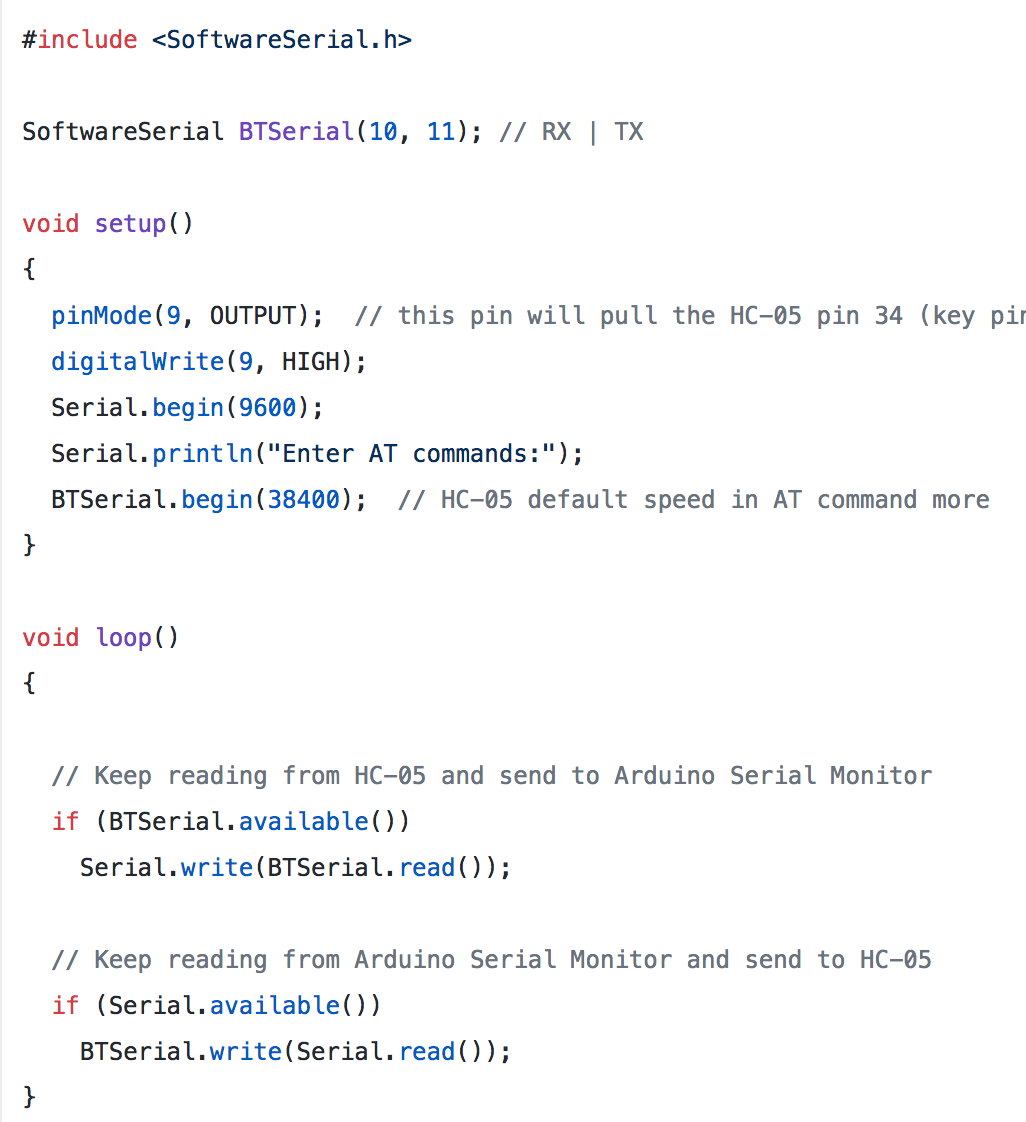 #include <SoftwareSerial.h>
SoftwareSerial BTSerial(10, 11); // RX | TX
void setup()
{
  pinMode(9, OUTPUT);  // this pin will pull the HC-05 pin 34 (key
  digitalWrite(9, HIGH);
  Serial.begin(9600);
  Serial.println("Enter AT commands:");
  BTSerial.begin(38400);  // HC-05 default speed in AT command more
}
void loop()
{
  // Keep reading from HC-05 and send to Arduino Serial Monitor
  if (BTSerial.available())
    Serial.write(BTSerial.read());
  // Keep reading from Arduino Serial Monitor and send to HC-05
  if (Serial.available())
    BTSerial.write(Serial.read());
}